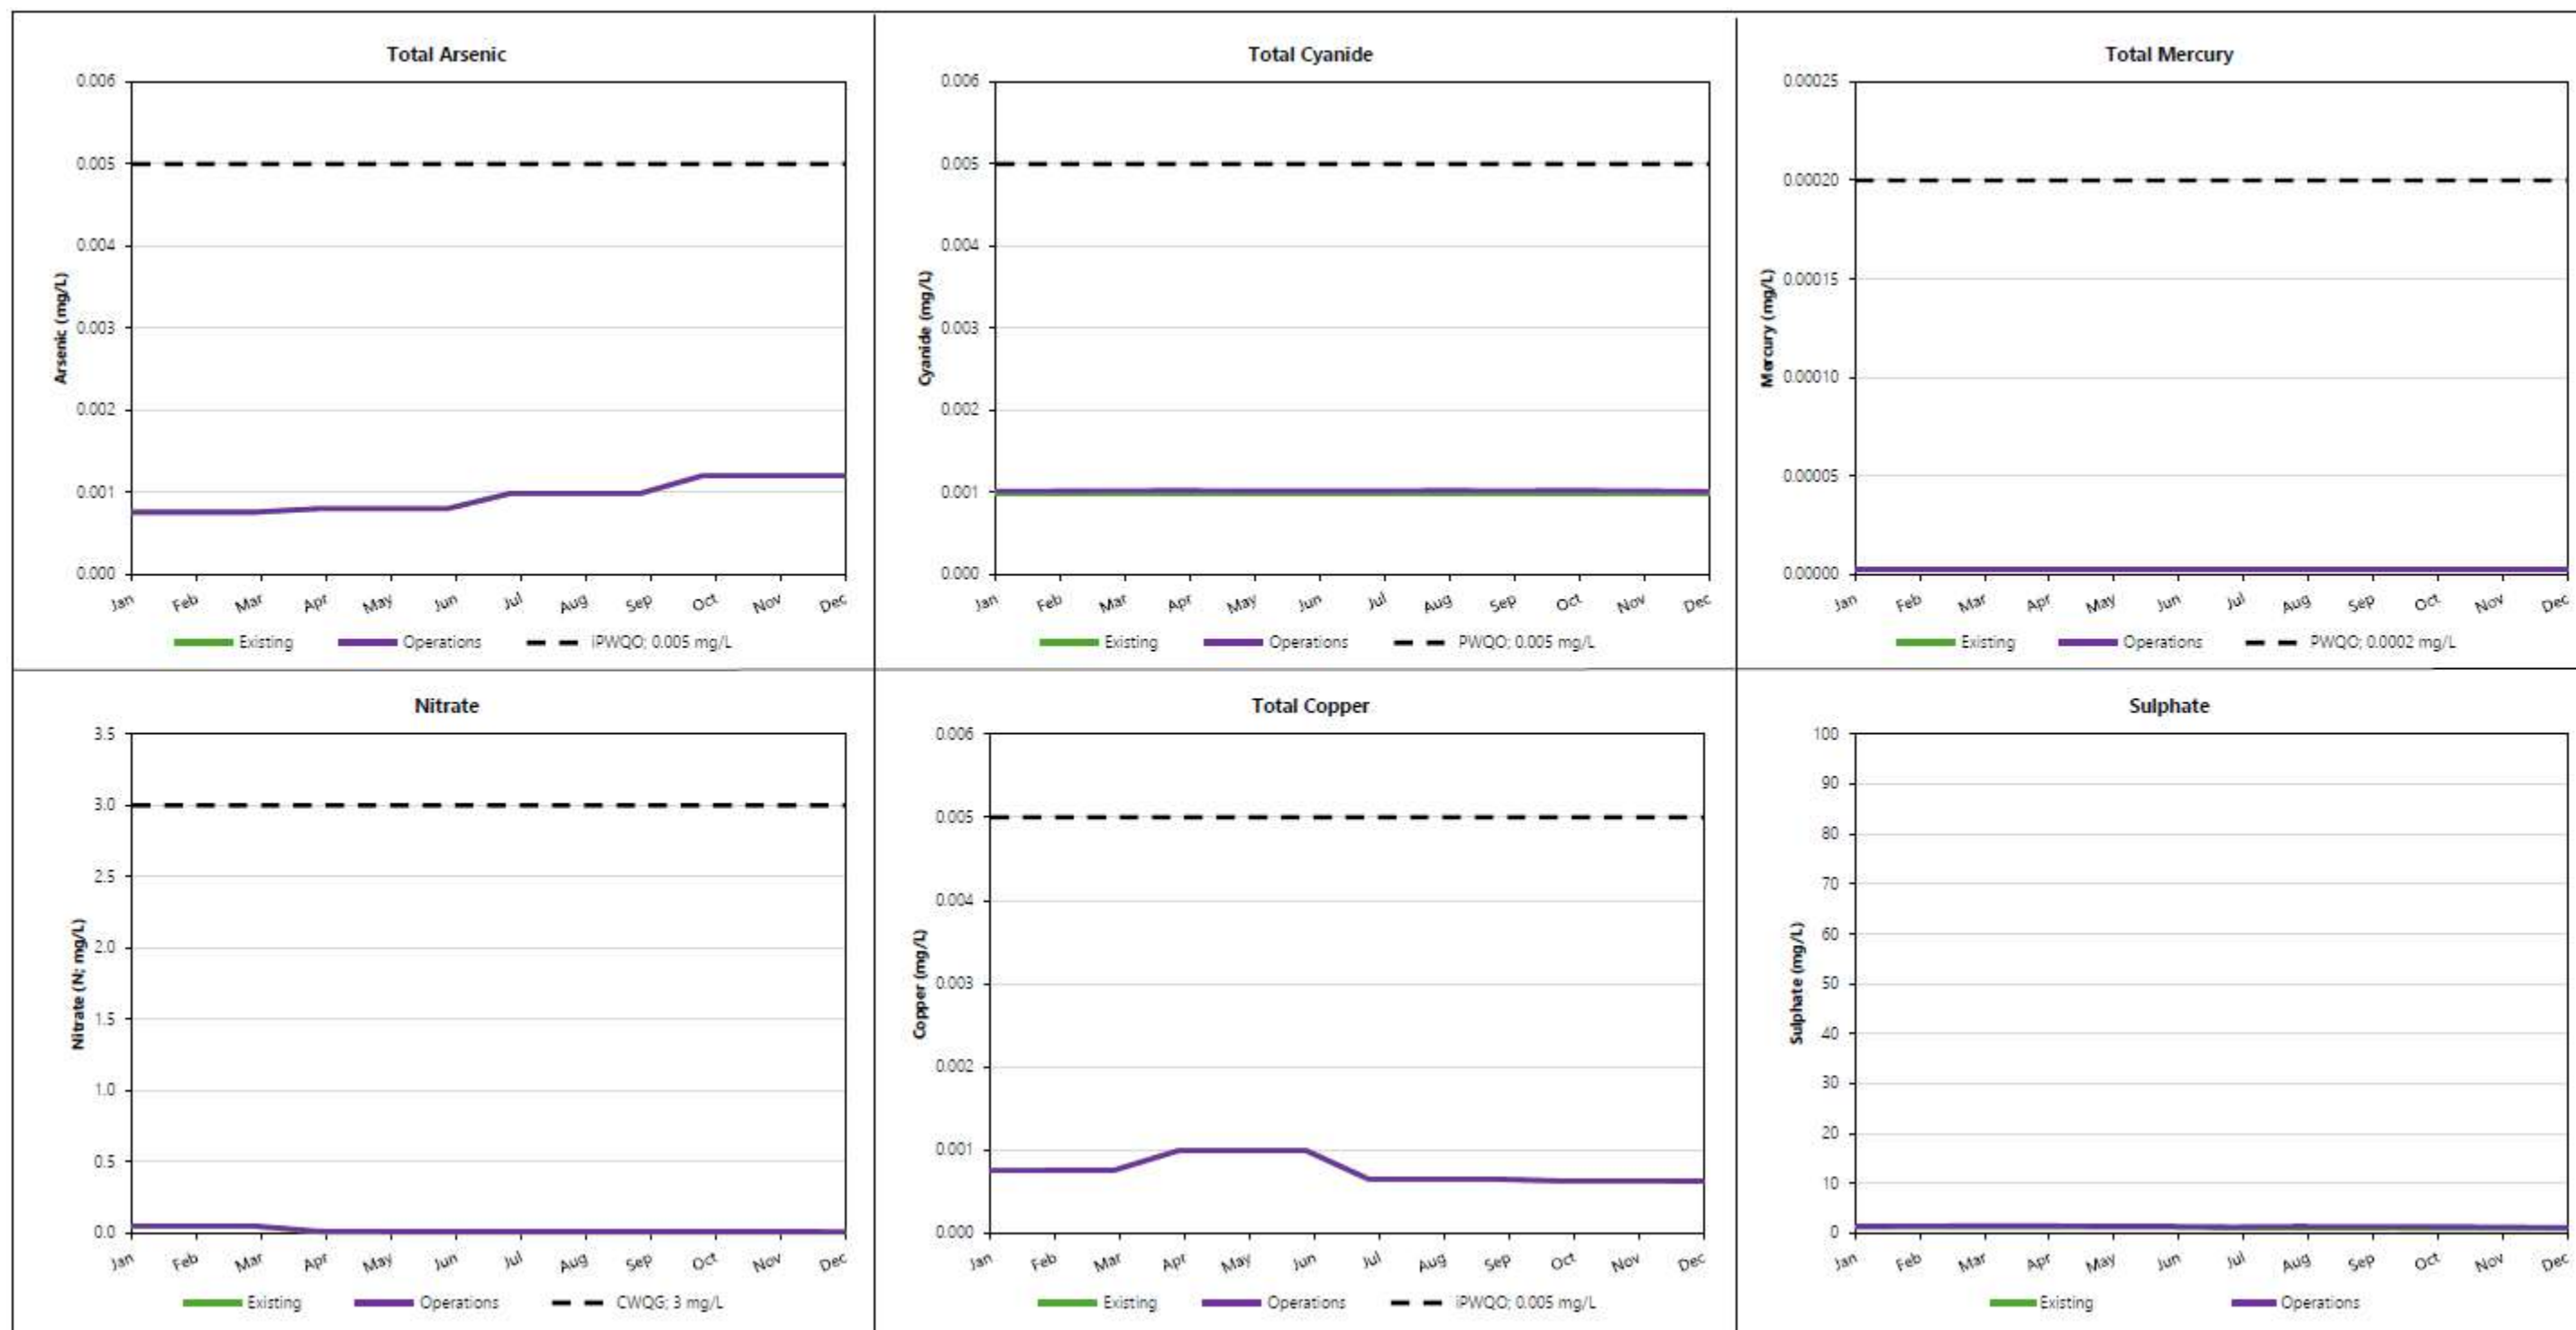 Total Arsenic
0.006
0.005
0.004
0.003
0.002
0.001
0.000
Arsenic (mg/L)
Jan Feb Mar Apr May Jun Jul Aug Sep Oct Nov Dec
Existing Operations iPWQO; 0.005 mg/L
Total Cyanide
0.006
0.005
0.004
0.003
0.002
0.001
0.000
Cyanide (mg/L)
Jan Feb Mar Apr May Jun Jul Aug Sep Oct Nov Dec
Existing Operations PWQO; 0.005 mg/L
Total Mercury
0.00025
0.00020
0.00015
0.00010
0.00005
0.00000
Mercury (mg/L)
Jan Feb Mar Apr May Jun Jul Aug Sep Oct Nov Dec
Existing Operations PWQO; 0.0002 mg/L
Nitrate
3.5
3.0
2.5
2.0
1.5
1.0
0.5
0.0
Nitrate (N; mg/L)
Jan Feb Mar Apr May Jun Jul Aug Sep Oct Nov Dec
Existing Operations CWQG; 3 mg/L
Total Copper
0.006
0.005
0.004
0.003
0.002
0.001
0.000
Copper (mg/L)
Jan Feb Mar Apr May Jun Jul Aug Sep Oct Nov Dec
Existing Operations iPWQO; 0.005 mg/L
Sulphate
100
90
80
70
60
50
40
30
20
10
0
Sulphate (mg/L)
Jan Feb Mar Apr May Jun Jul Aug Sep Oct Nov Dec
Existing Operations